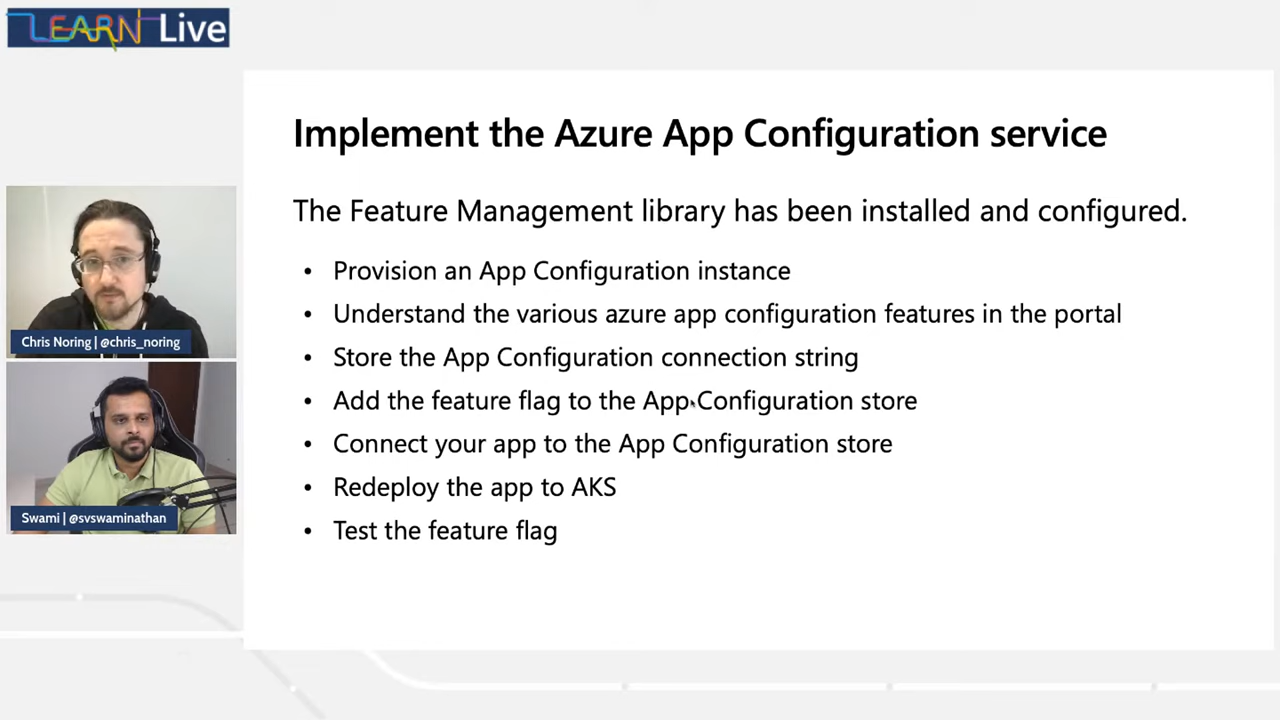 LEARN Live
Implement the Azure App Configuration service
The Feature Management library has been installed and configured.
• Provision an App Configuration instance
• Understand the various azure app configuration features in the portal
• Store the App Configuration connection string
• Add the feature flag to the App Configuration store
• Connect your app to the App Configuration store
• Redeploy the app to AKS
• Test the feature flag
Chris Noring | @chris_noring
Swami | @svswaminathan